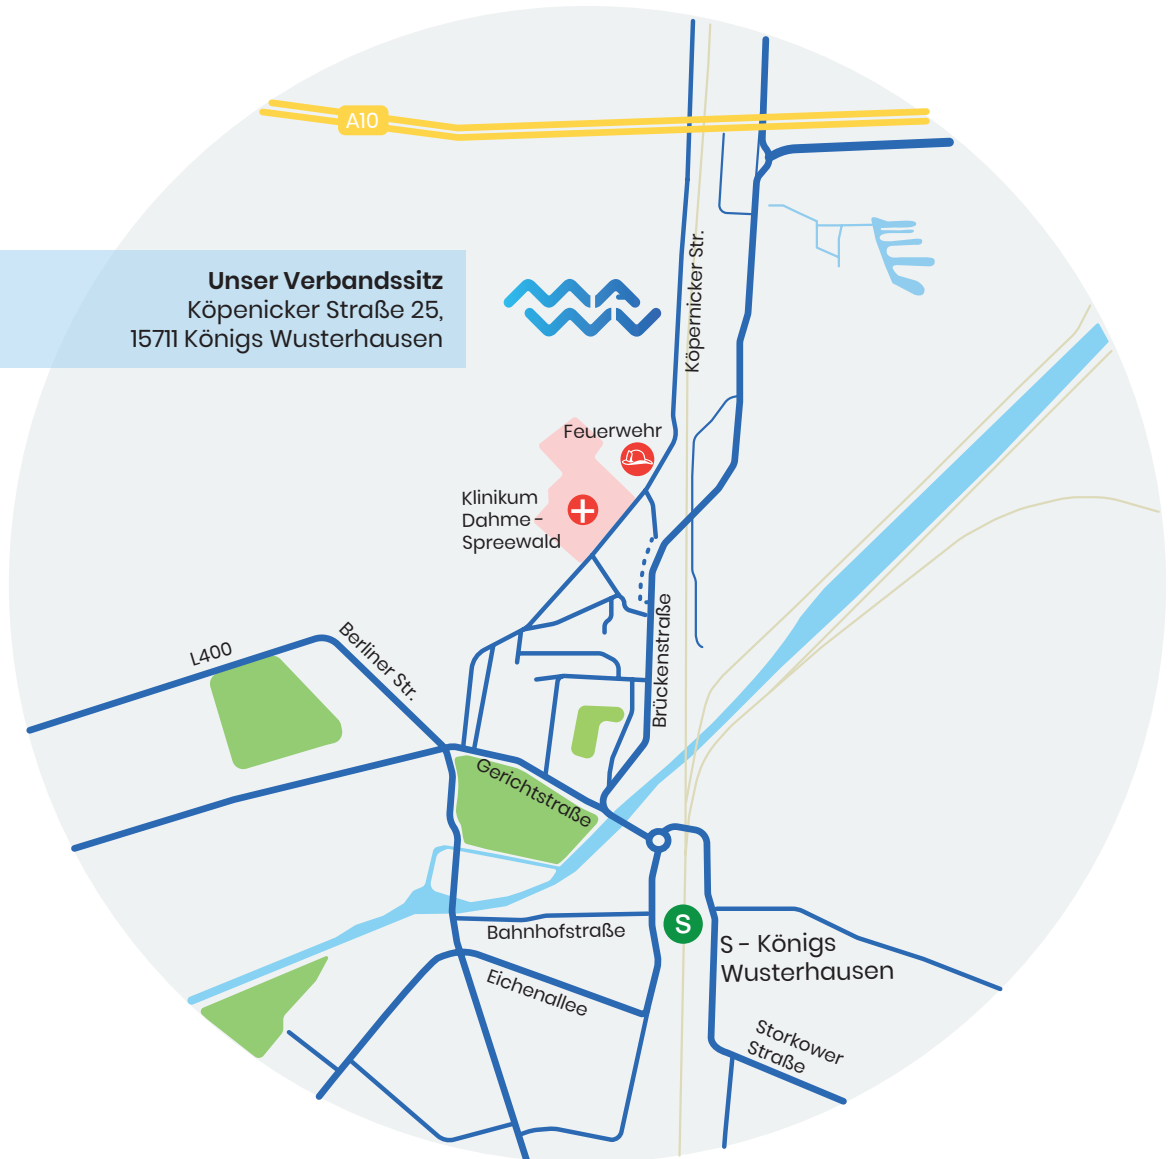 A10
Unser Verbandssitz
Köpenicker Straße 25,
15711 Königs Wusterhausen
Köpernicker Str.
Feuerwehr
Klinikum
Dahme -
Spreewald
L400
Berliner Str.
Brückenstraße
Gerichtstraße
S
Bahnhofstraße
S - Königs
Wusterhausen
Eichenallee
Storkower
Straße